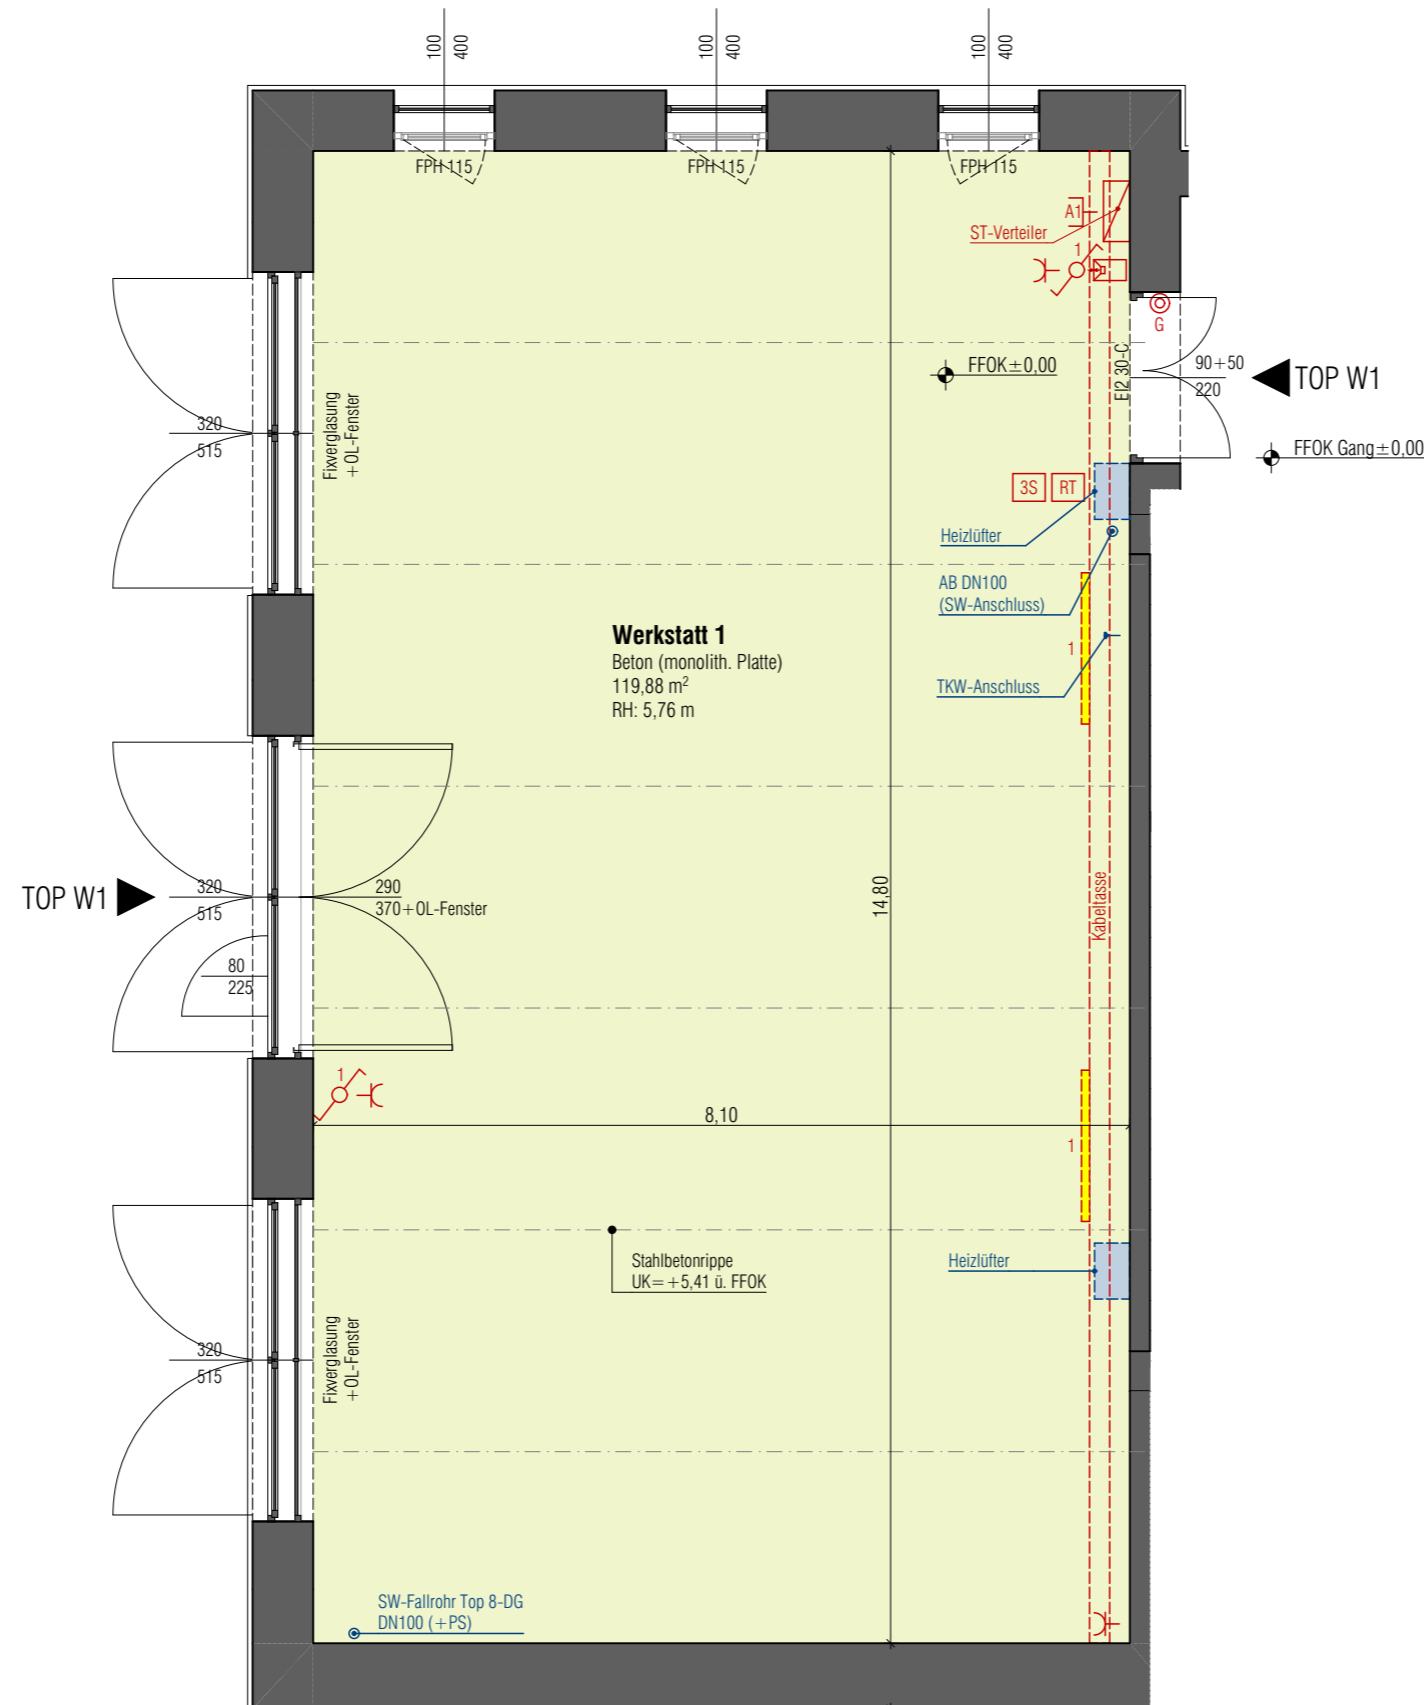 100
400
100
400
100
400
FPH 115
FPH 115
FPH 115
A1
ST-Verteiler
1
G
EI2 30-C
90+50
220
TOP W1
FFOK±0,00
FFOK Gang±0,00
320
515
Fixverglasung
+OL-Fenster
3S
RT
Heizlüfter
AB DN100
(SW-Anschluss)
Werkstatt 1
Beton (monolith. Platte)
119,88 m²
RH: 5,76 m
1
TKW-Anschluss
TOP W1
320
515
290
370+OL-Fenster
80
225
14,80
Kabeltasse
1
8,10
1
Stahlbetonrippe
UK=+5,41 ü. FFOK
Heizlüfter
320
515
Fixverglasung
+OL-Fenster
SW-Fallrohr Top 8-DG
DN100 (+PS)